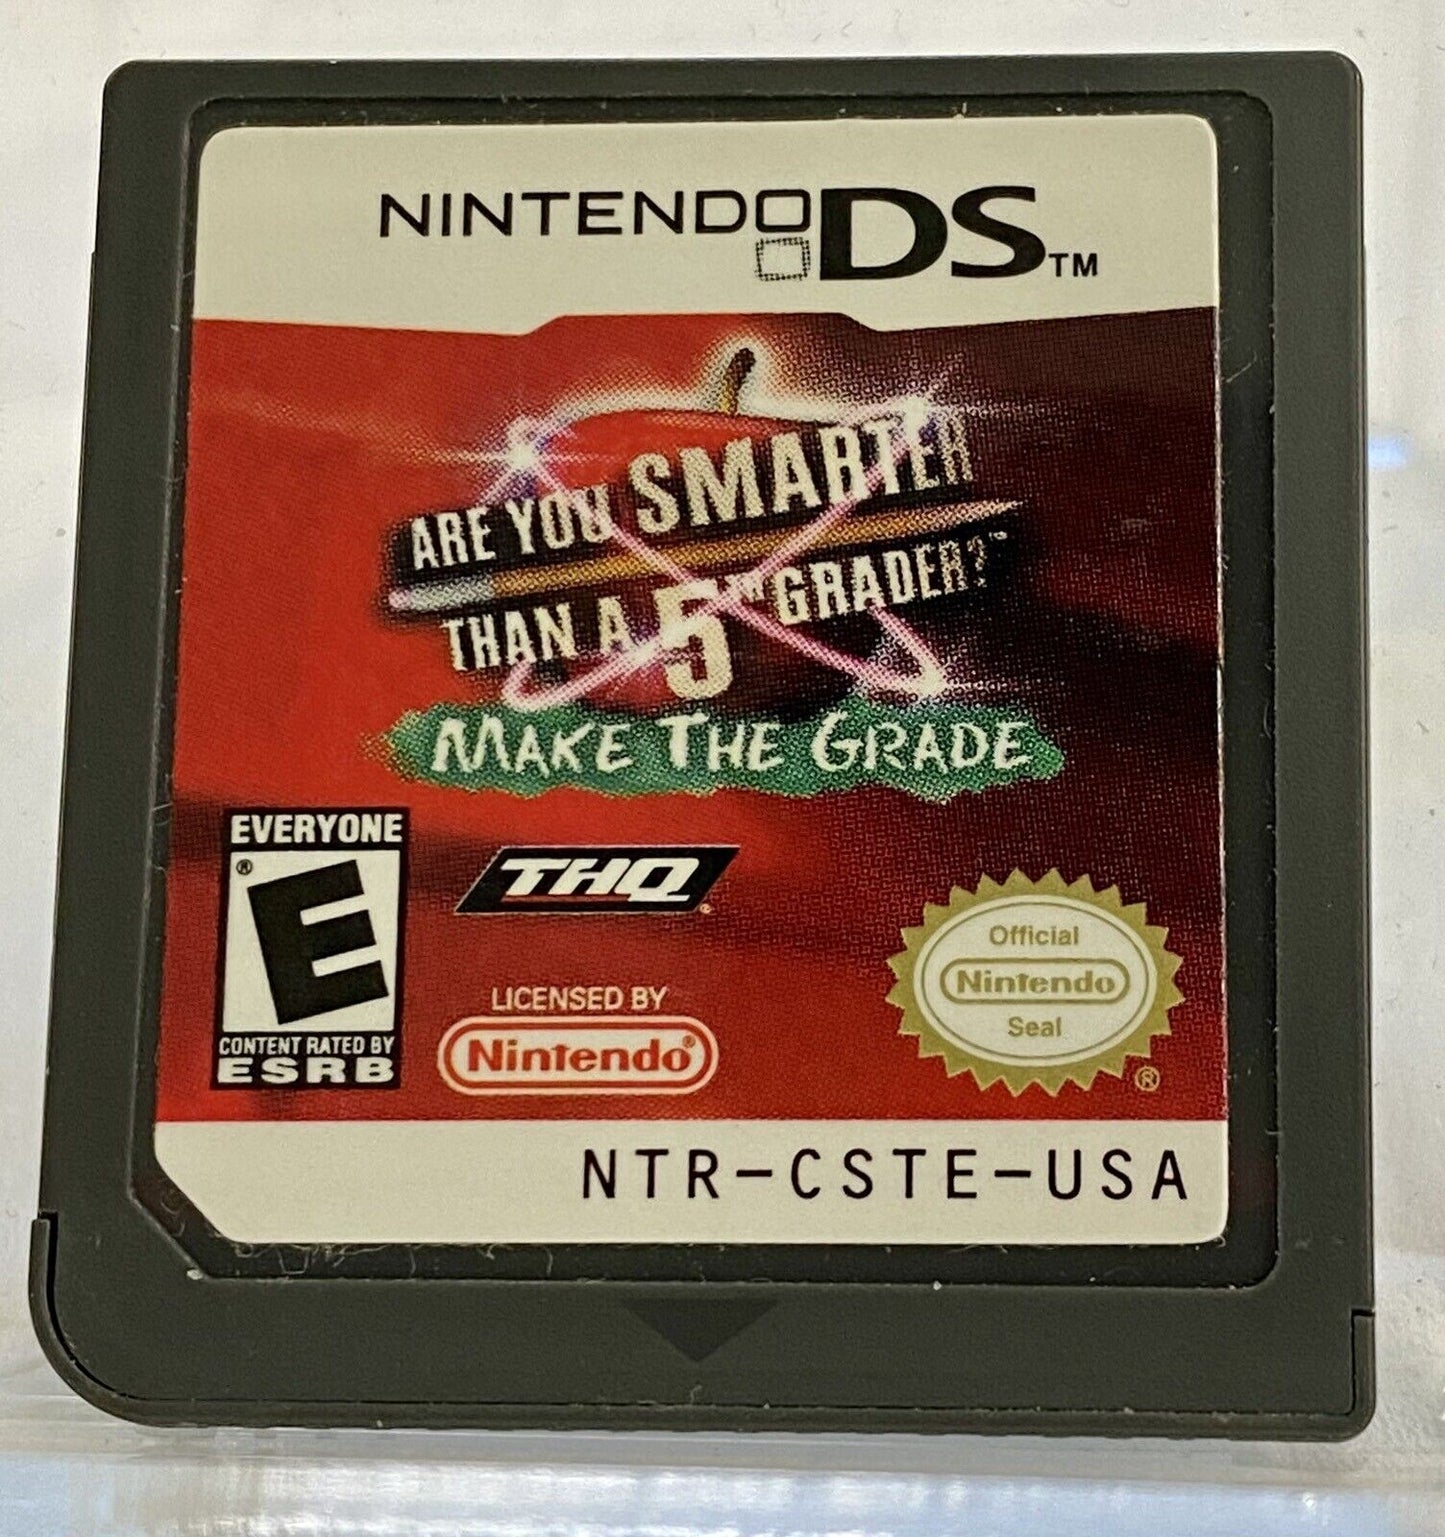 NINTENDO DS™
ARE YOU SMARTER
THAN A 5TH GRADER?™
MAKE THE GRADE
EVERYONE
®
E
CONTENT RATED BY
ESRB
THQ®
LICENSED BY
Nintendo®
Official
Nintendo
Seal
®
NTR-CSTE-USA